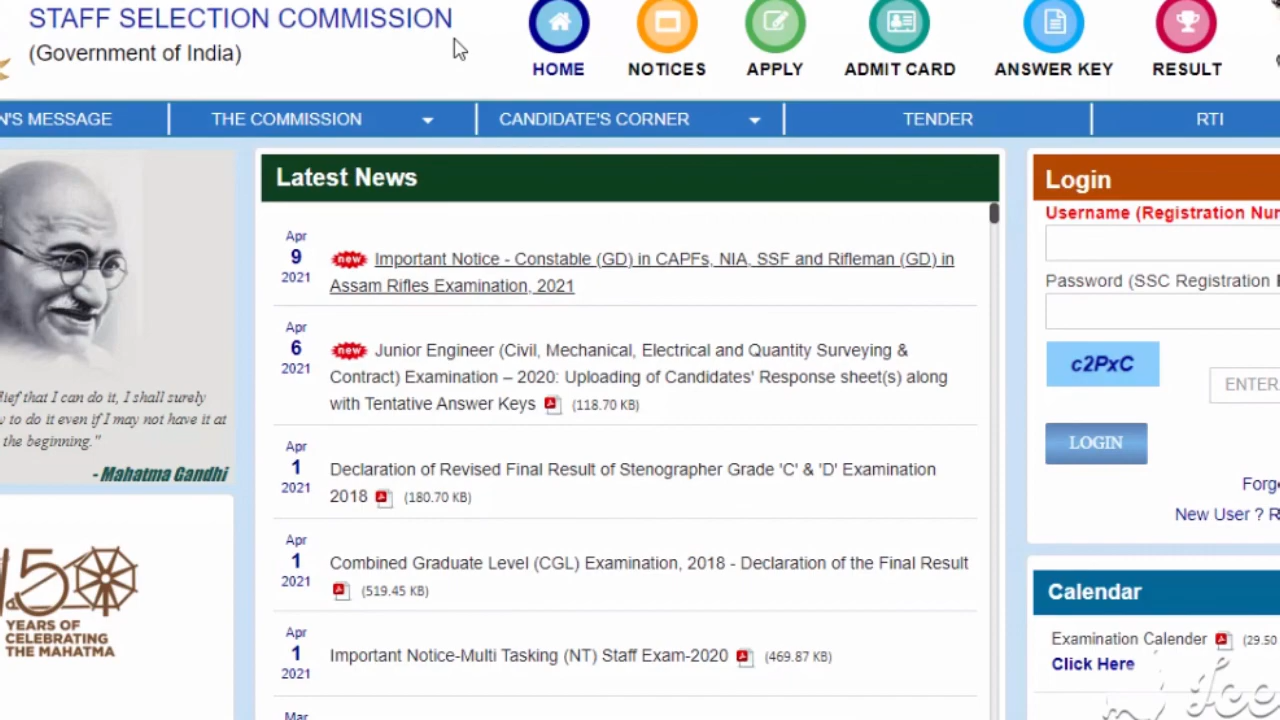 STAFF SELECTION COMMISSION
(Government of India)
HOME
NOTICES
APPLY
ADMIT CARD
ANSWER KEY
RESULT
N'S MESSAGE
THE COMMISSION
CANDIDATE'S CORNER
TENDER
RTI
lief that I can do it, I shall surely
y to do it even if I may not have it at
the beginning."
- Mahatma Gandhi
150
YEARS OF
CELEBRATING
THE MAHATMA
Latest News
Apr
9
2021
new Important Notice - Constable (GD) in CAPFs, NIA, SSF and Rifleman (GD) in
Assam Rifles Examination, 2021
Apr
6
2021
new Junior Engineer (Civil, Mechanical, Electrical and Quantity Surveying &
Contract) Examination – 2020: Uploading of Candidates' Response sheet(s) along
with Tentative Answer Keys (118.70 KB)
Apr
1
2021
Declaration of Revised Final Result of Stenographer Grade 'C' & 'D' Examination
2018 (180.70 KB)
Apr
1
2021
Combined Graduate Level (CGL) Examination, 2018 - Declaration of the Final Result
(519.45 KB)
Apr
1
2021
Important Notice-Multi Tasking (NT) Staff Exam-2020 (469.87 KB)
Mar
Login
Username (Registration Num
Password (SSC Registration
c2PxC
ENTER
LOGIN
Forg
New User ? R
Calendar
Examination Calender (29.50
Click Here